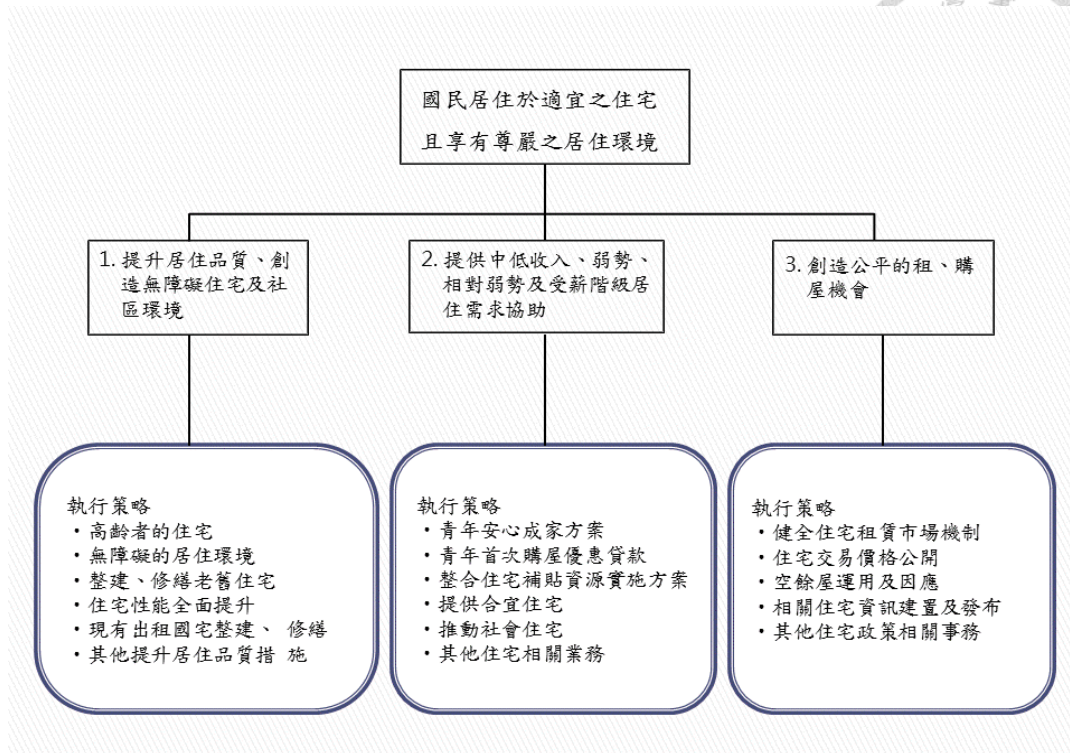 國民居住於適宜之住宅
且享有尊嚴之居住環境
1. 提升居住品質、創
造無障礙住宅及社
區環境
2. 提供中低收入、弱勢、
相對弱勢及受薪階級居
住需求協助
3. 創造公平的租、購
屋機會
執行策略
・高齡者的住宅
・無障礙的居住環境
・整建、修繕老舊住宅
・住宅性能全面提升
・現有出租國宅整建、 修繕
・其他提升居住品質措 施
執行策略
・青年安心成家方案
・青年首次購屋優惠貸款
・整合住宅補貼資源實施方案
・提供合宜住宅
・推動社會住宅
・其他住宅相關業務
執行策略
・健全住宅租賃市場機制
・住宅交易價格公開
・空餘屋運用及因應
・相關住宅資訊建置及發布
・其他住宅政策相關事務